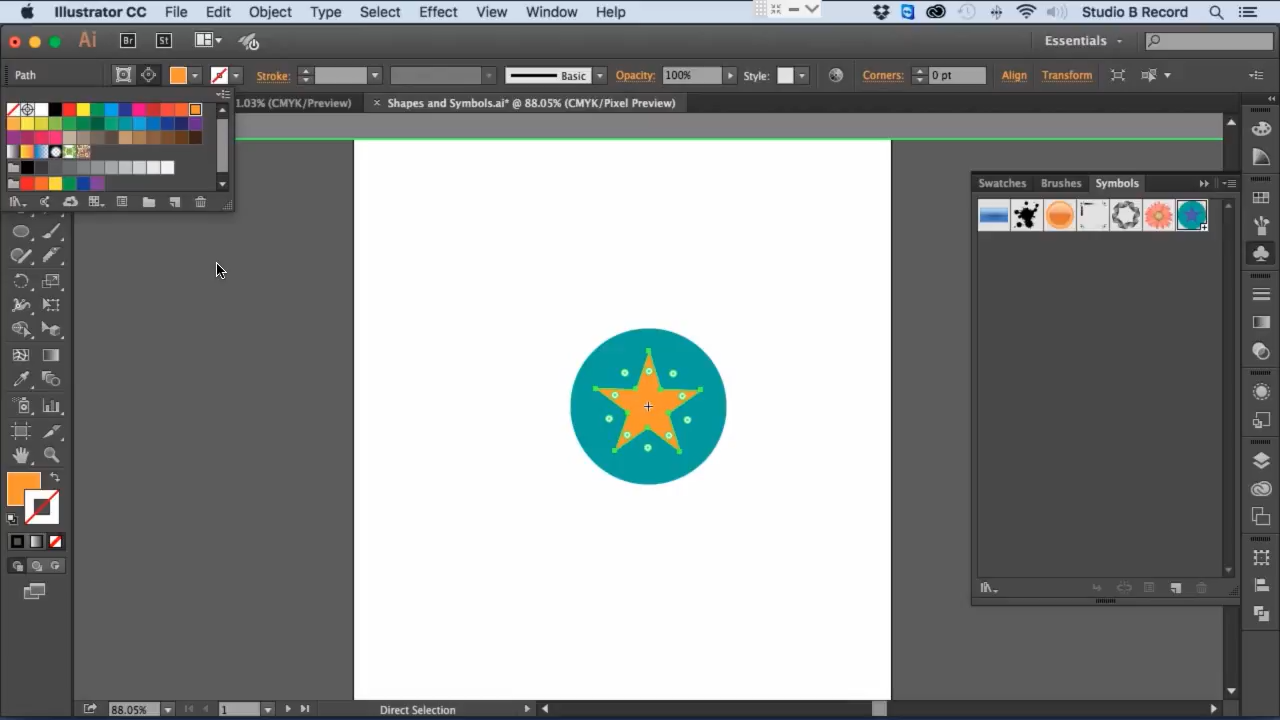 Illustrator CC File Edit Object Type Select Effect View Window Help Studio B Record
Ai Br St Essentials
Path Stroke: Basic Opacity: 100% Style: Corners: 0 pt Align Transform
1.03% (CMYK/Preview) × Shapes and Symbols.ai* @ 88.05% (CMYK/Pixel Preview)
Swatches Brushes Symbols
88.05% 1 Direct Selection